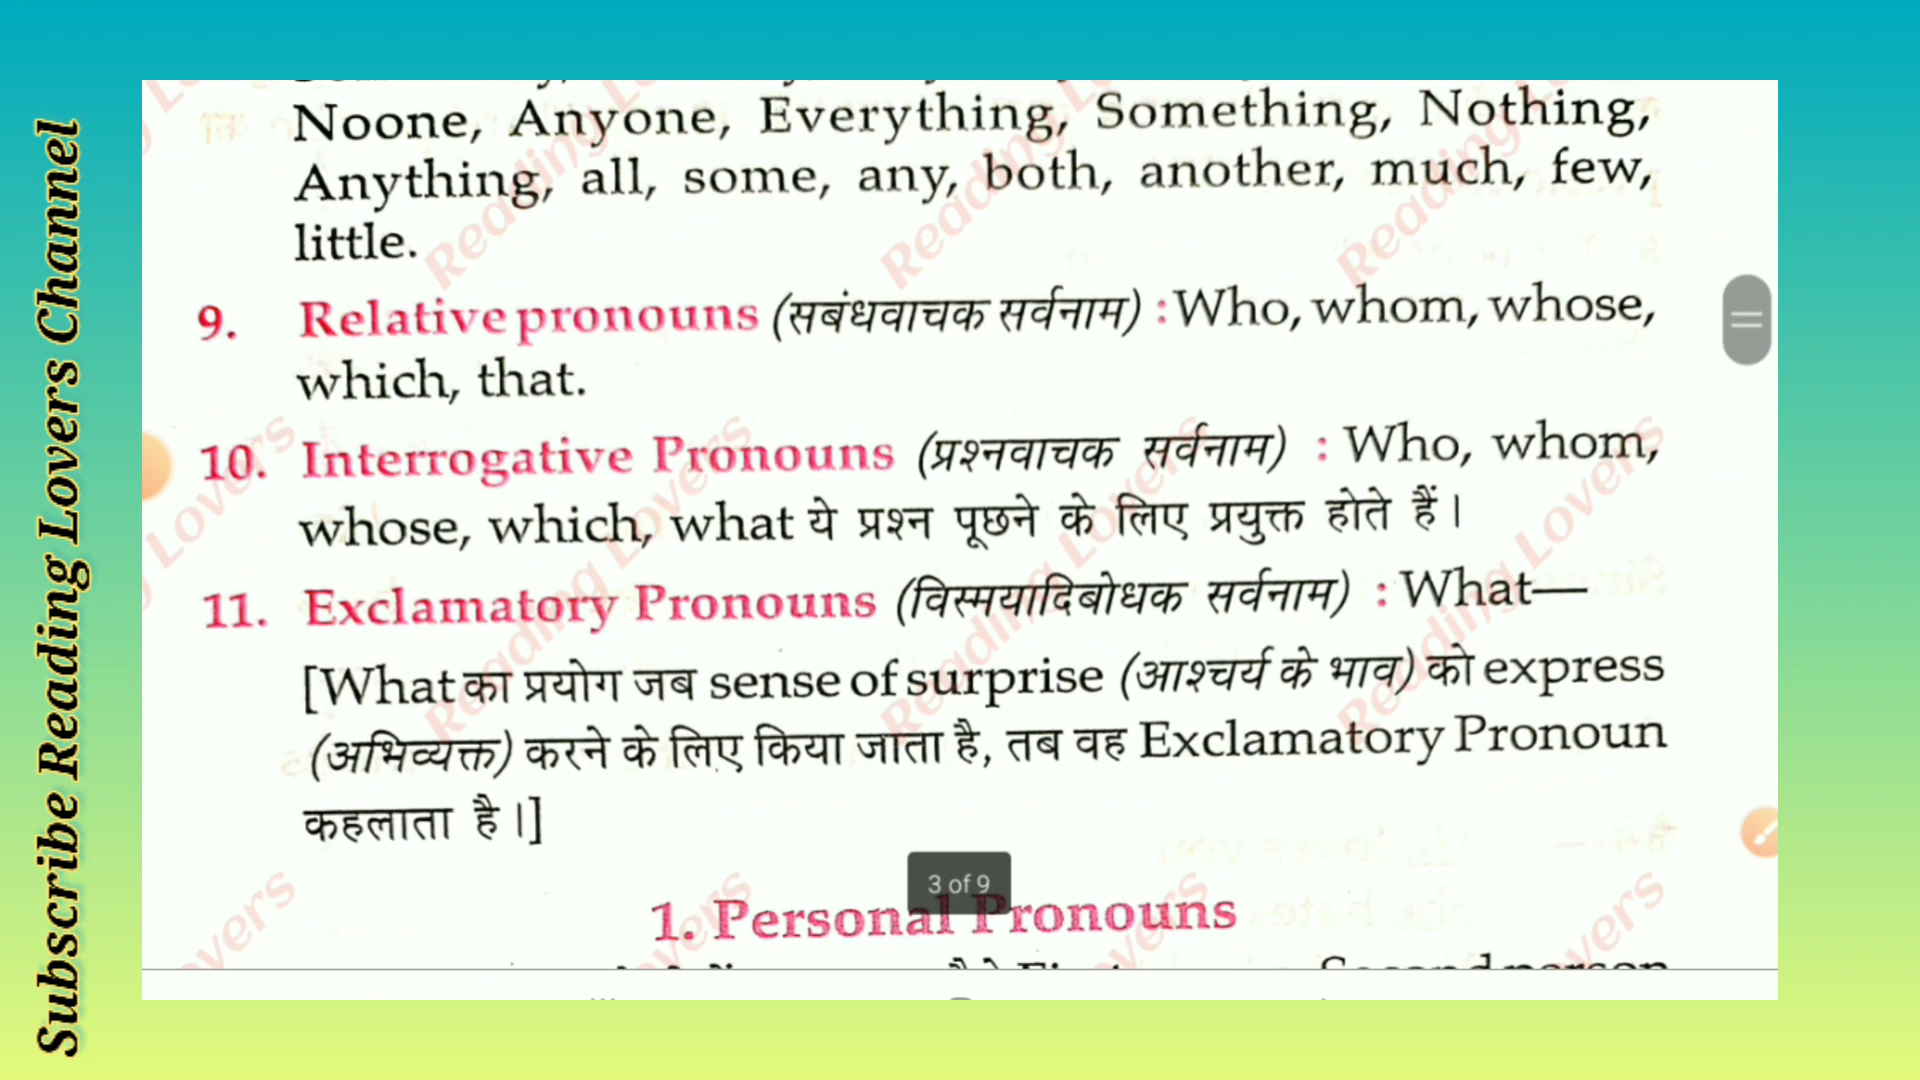 Subscribe Reading Lovers Channel
Noone, Anyone, Everything, Something, Nothing,
Anything, all, some, any, both, another, much, few,
little.
9. Relative pronouns (सबंधवाचक सर्वनाम) : Who, whom, whose,
which, that.
10. Interrogative Pronouns (प्रश्नवाचक सर्वनाम) : Who, whom,
whose, which, what ये प्रश्न पूछने के लिए प्रयुक्त होते हैं।
11. Exclamatory Pronouns (विस्मयादिबोधक सर्वनाम) : What—
[What का प्रयोग जब sense of surprise (आश्चर्य के भाव) को express
(अभिव्यक्त) करने के लिए किया जाता है, तब वह Exclamatory Pronoun
कहलाता है।]
3 of 9
1. Personal Pronouns
Second person
Reading Lovers